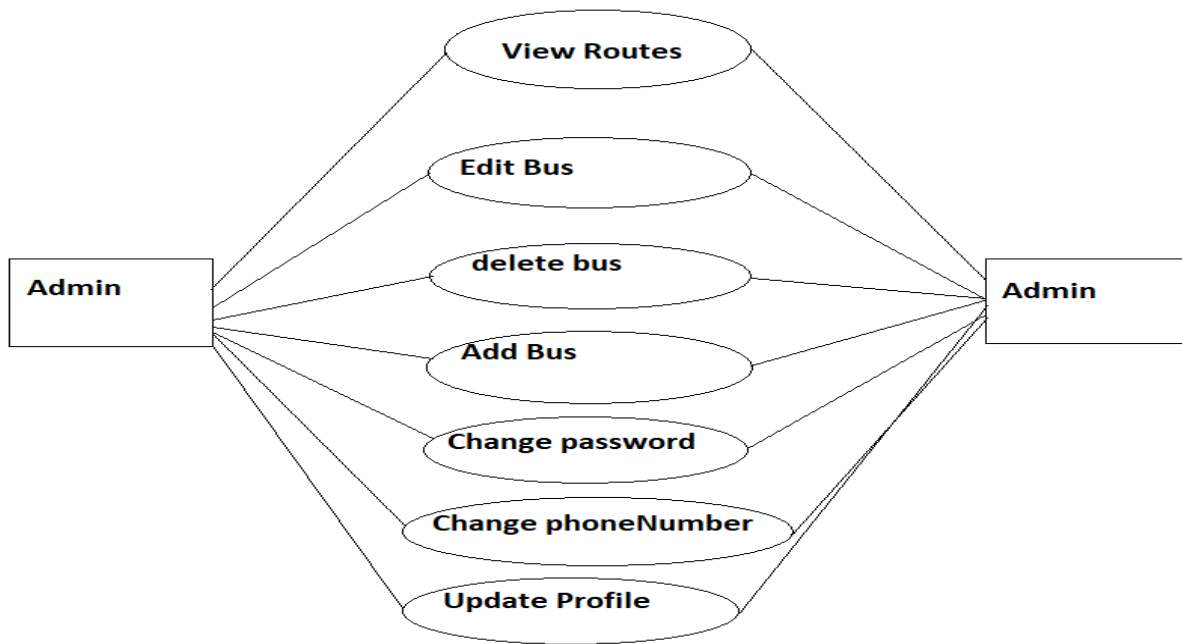 View Routes
Edit Bus
delete bus
Admin
Admin
Add Bus
Change password
Change phoneNumber
Update Profile